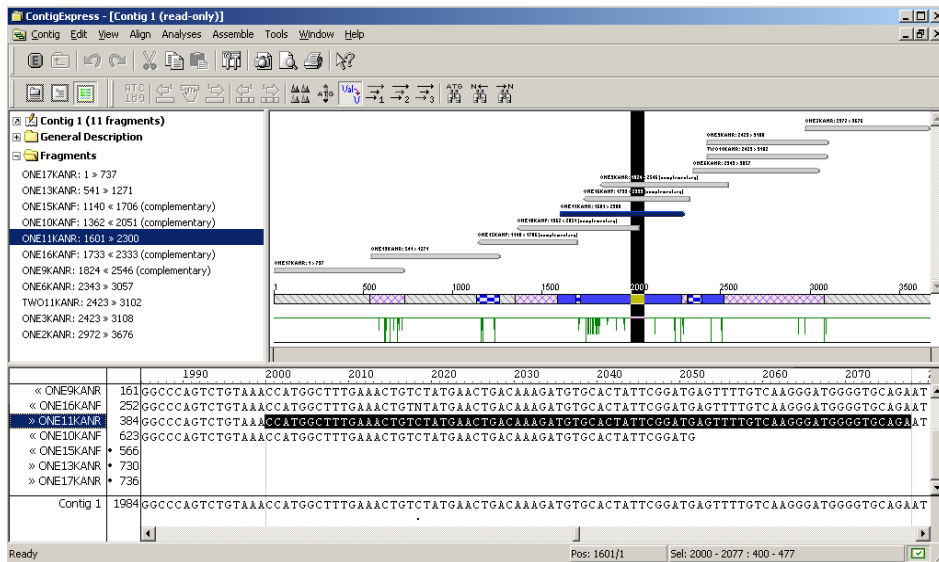 ContigExpress - [Contig 1 (read-only)]
Contig Edit View Align Analyses Assemble Tools Window Help
Contig 1 (11 fragments)
General Description
Fragments
ONE17KANR: 1 » 737
ONE13KANR: 541 » 1271
ONE15KANF: 1140 « 1706 (complementary)
ONE10KANF: 1362 « 2051 (complementary)
ONE11KANR: 1601 » 2300
ONE16KANF: 1733 « 2333 (complementary)
ONE9KANR: 1824 « 2546 (complementary)
ONE6KANR: 2343 » 3057
TWO11KANR: 2423 » 3102
ONE3KANR: 2423 » 3108
ONE2KANR: 2972 » 3676
1 500 1000 1500 2000 2500 3000 3500
1990 2000 2010 2020 2030 2040 2050 2060 2070
« ONE9KANR 161 GGCCCAGTCTGTAAACCATGGCTTTGAAACTGTCTATGAACTGACAAAGATGTGCACTATTCGGATGAGTTTTGTCAAGGGATGGGGTGCAGAAT
« ONE16KANF 252 GGCCCAGTCTGTAAACCATGGCTTTGAAACTGTNTATGAACTGACAAAGATGTGCACTATTCGGATGAGTTTTGTCAAGGGATGGGGTGCAGAAT
» ONE11KANR 384 GGCCCAGTCTGTAAACCATGGCTTTGAAACTGTCTATGAACTGACAAAGATGTGCACTATTCGGATGAGTTTTGTCAAGGGATGGGGTGCAGAAT
« ONE10KANF 623 GGCCCAGTCTGTAAACCATGGCTTTGAAACTGTCTATGAACTGACAAAGATGTGCACTATTCGGATG
« ONE15KANF • 566
» ONE13KANR • 730
» ONE17KANR • 736
Contig 1 1984 GGCCCAGTCTGTAAACCATGGCTTTGAAACTGTCTATGAACTGACAAAGATGTGCACTATTCGGATGAGTTTTGTCAAGGGATGGGGTGCAGAAT
Ready Pos: 1601/1 Sel: 2000 - 2077 : 400 - 477